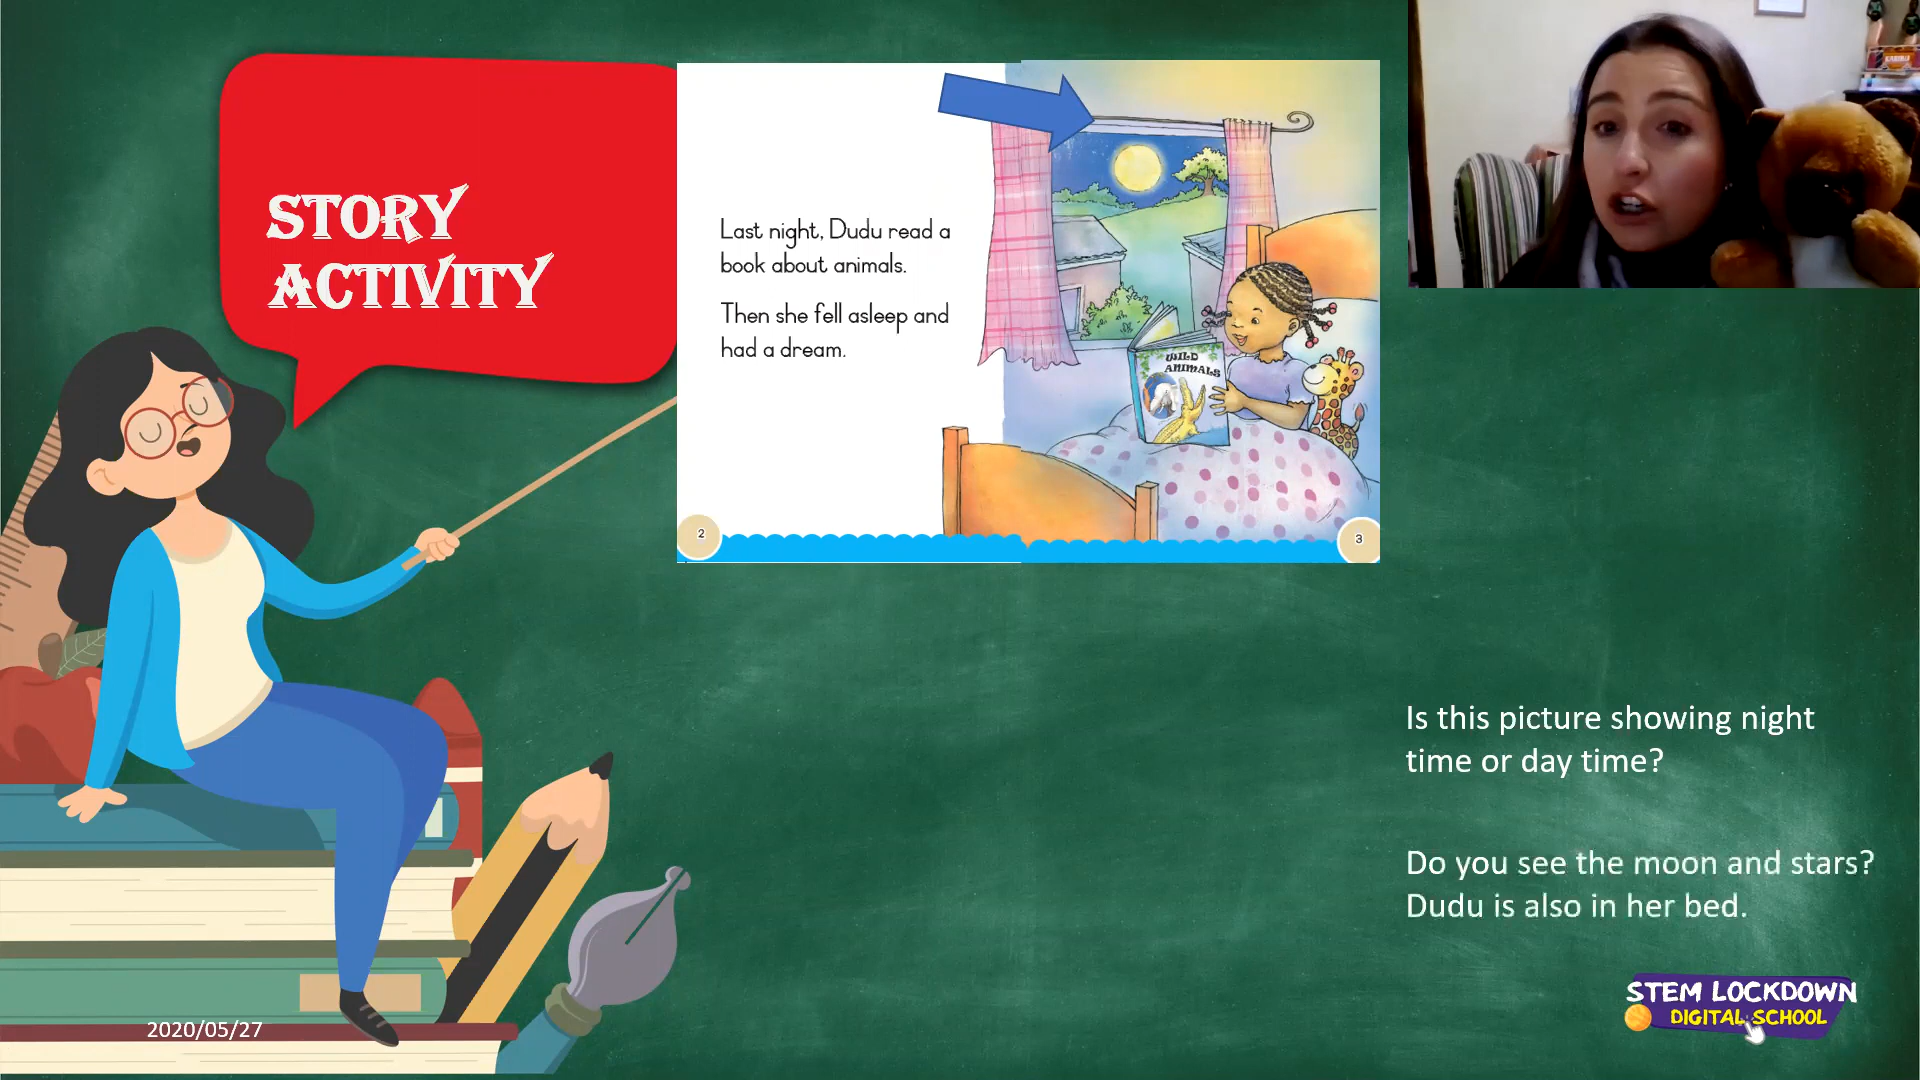 STORY
ACTIVITY
Last night, Dudu read a
book about animals.
Then she fell asleep and
had a dream.
WILD
ANIMALS
2
3
Is this picture showing night
time or day time?
Do you see the moon and stars?
Dudu is also in her bed.
2020/05/27
STEM LOCKDOWN
DIGITAL SCHOOL